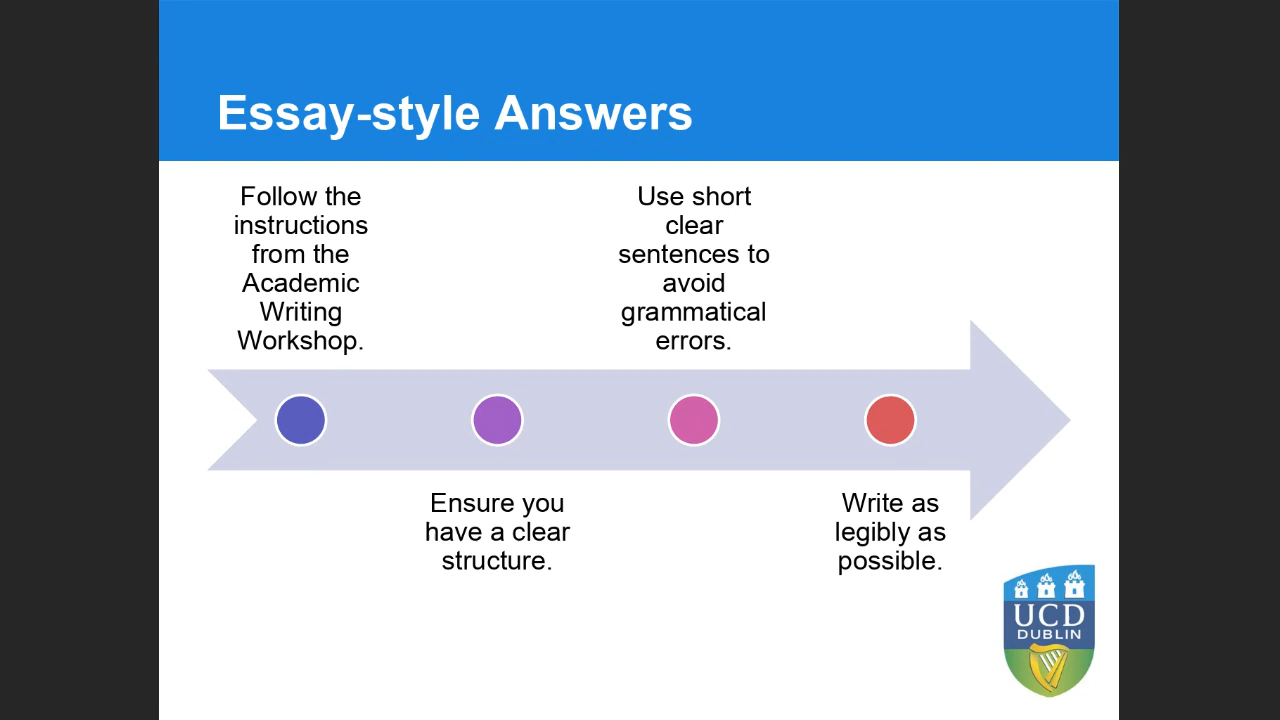 Essay-style Answers
Follow the
instructions
from the
Academic
Writing
Workshop.
Ensure you
have a clear
structure.
Use short
clear
sentences to
avoid
grammatical
errors.
Write as
legibly as
possible.
UCD
DUBLIN